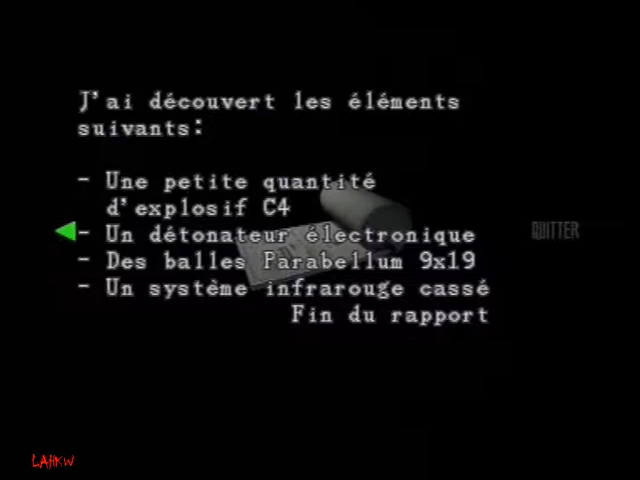 J'ai découvert les éléments
suivants:
- Une petite quantité
d'explosif C4
- Un détonateur électronique
- Des balles Parabellum 9x19
- Un système infrarouge cassé
Fin du rapport
QUITTER
LAHKW